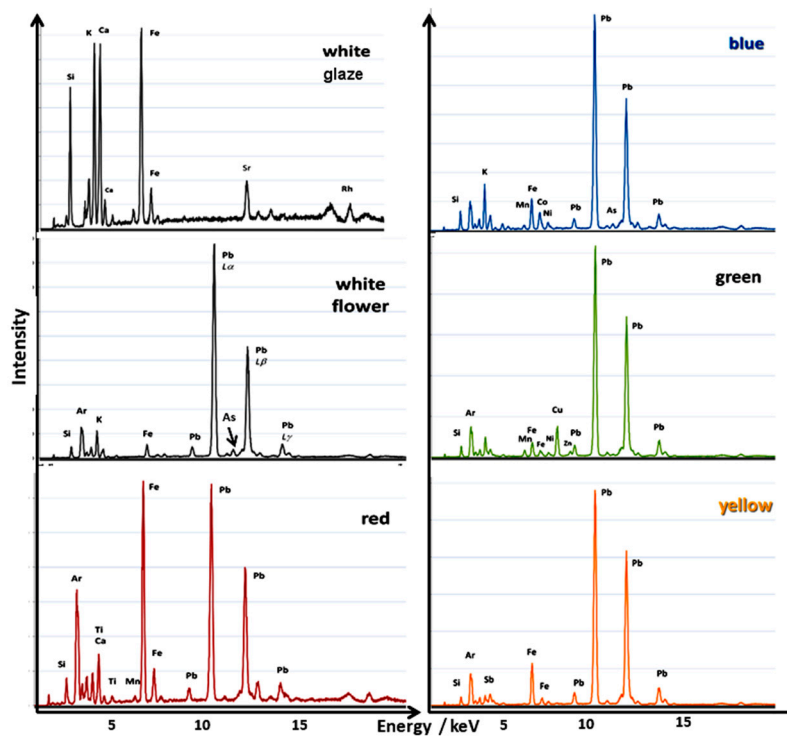 Intensity
white
glaze
Si
K
Ca
Ca
Fe
Fe
Sr
Rh
white
flower
Si
Ar
K
Fe
Pb
Pb
Lα
As
Pb
Lβ
Pb
Lγ
red
Si
Ar
Ti
Ca
Ti
Mn
Fe
Fe
Pb
Pb
Pb
Pb
5
10
15
blue
Si
K
Mn
Fe
Co
Ni
Pb
Pb
As
Pb
Pb
green
Si
Ar
Mn
Fe
Fe
Ni
Cu
Zn
Pb
Pb
Pb
Pb
yellow
Si
Ar
Sb
Fe
Fe
Pb
Pb
Pb
Pb
5
10
15
Energy / keV